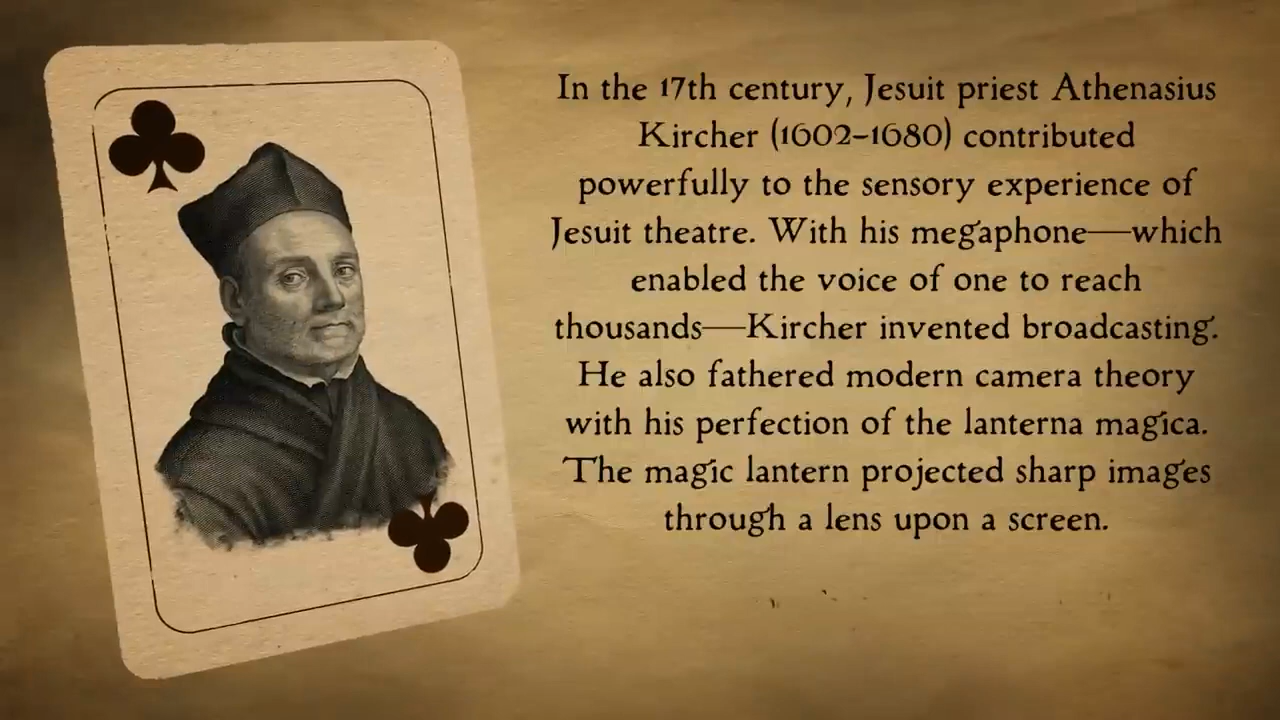 In the 17th century, Jesuit priest Athenasius
Kircher (1602–1680) contributed
powerfully to the sensory experience of
Jesuit theatre. With his megaphone—which
enabled the voice of one to reach
thousands—Kircher invented broadcasting.
He also fathered modern camera theory
with his perfection of the lanterna magica.
The magic lantern projected sharp images
through a lens upon a screen.